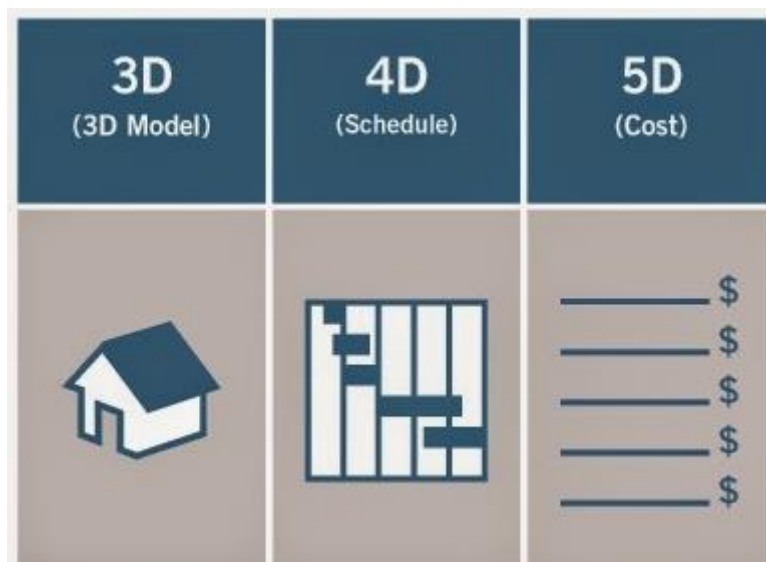 3D
(3D Model)
4D
(Schedule)
5D
(Cost)
$
$
$
$
$